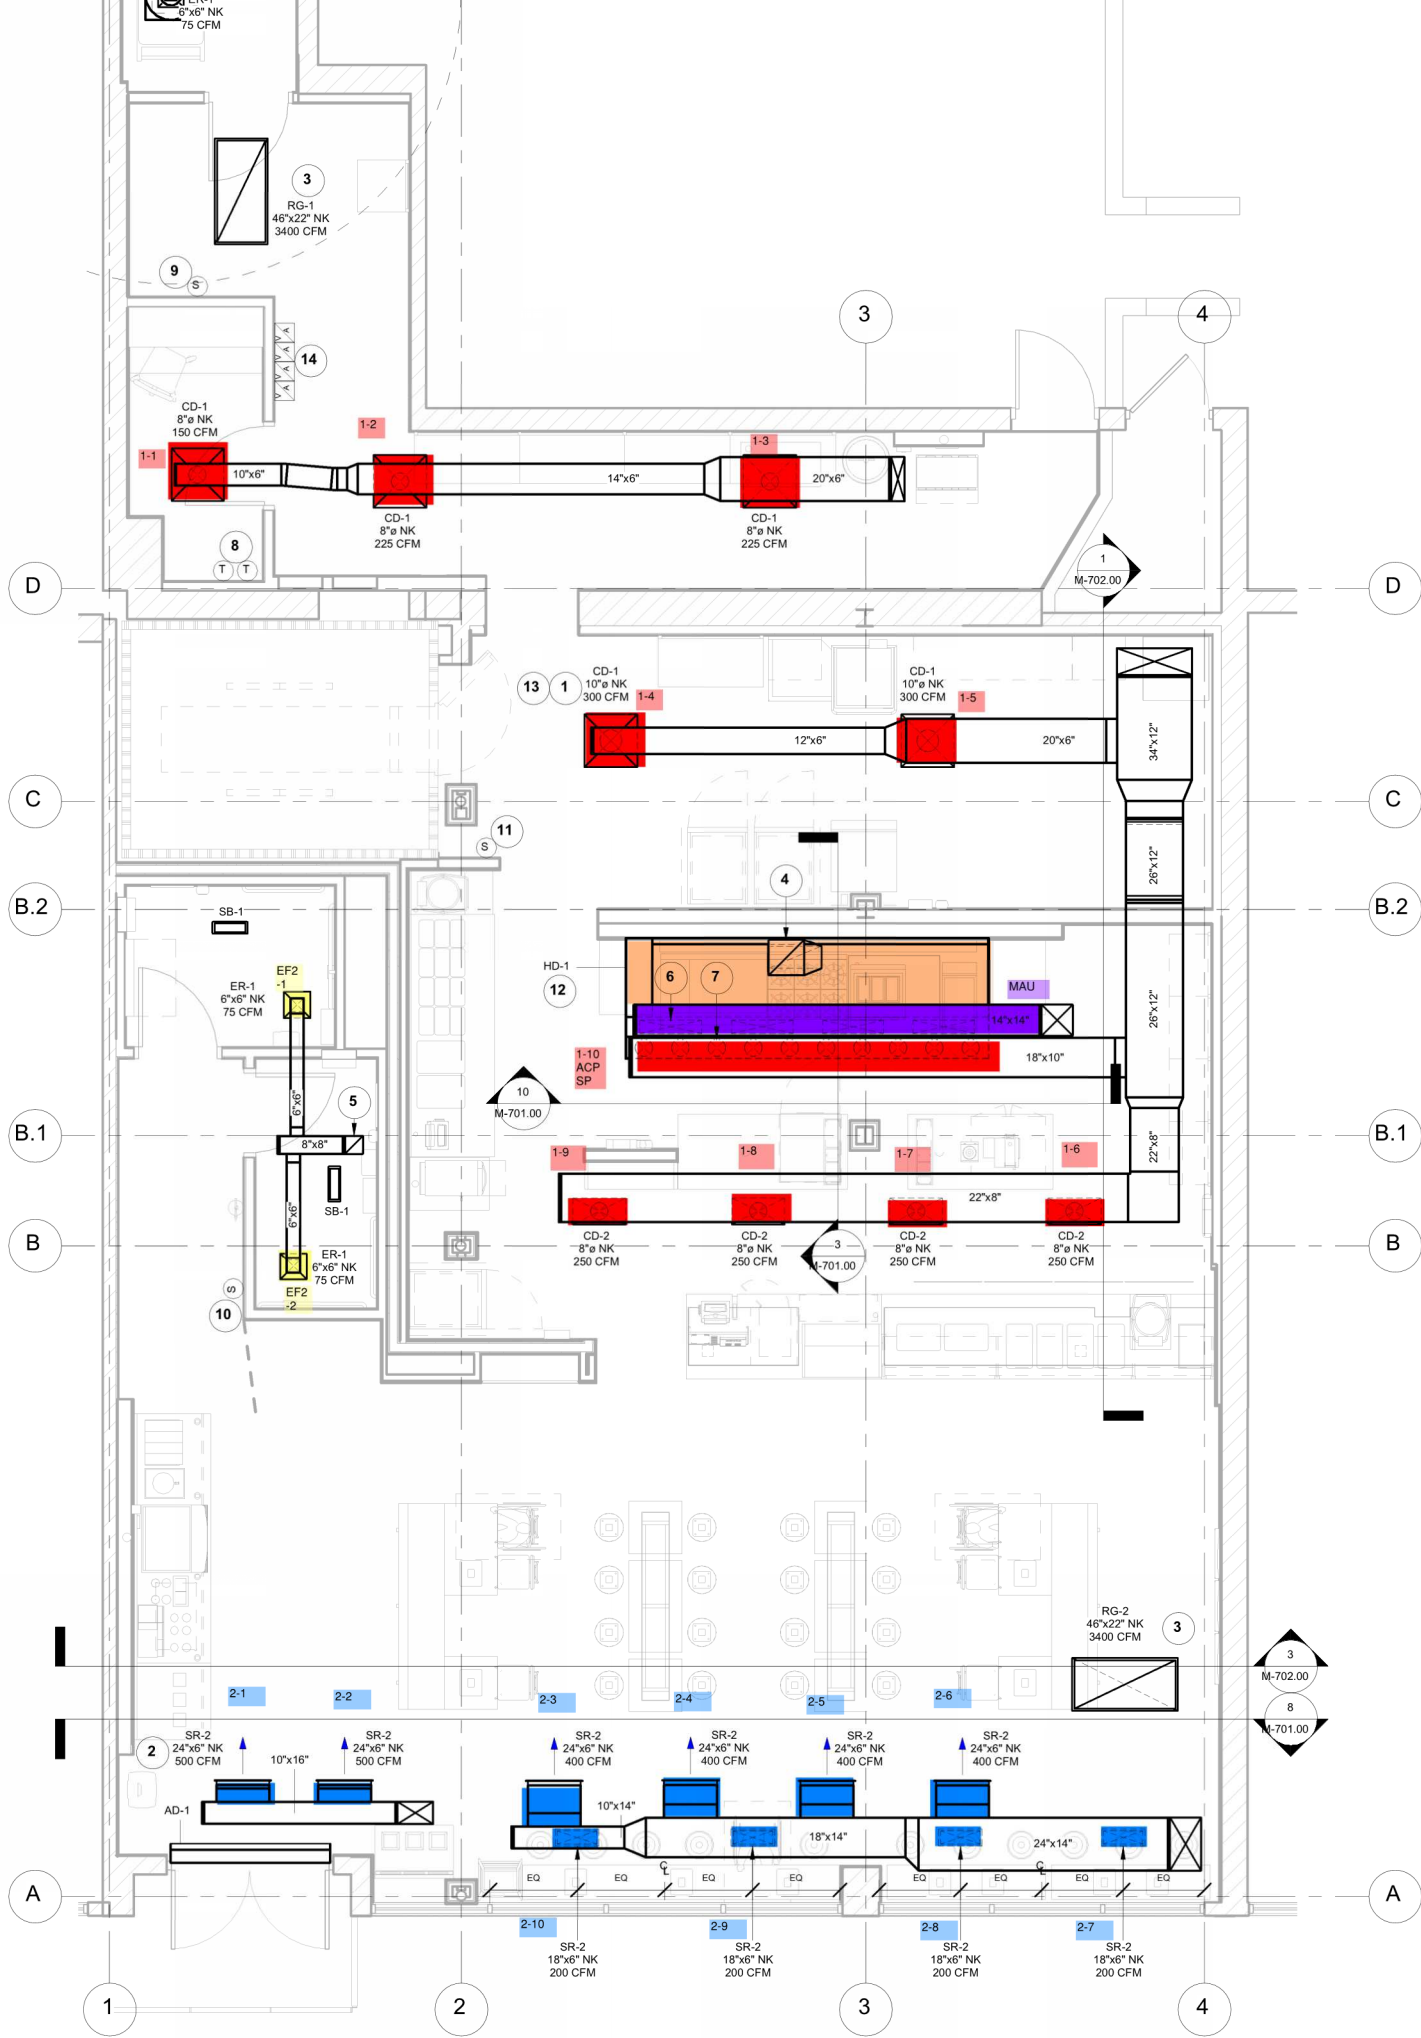 ER-1
6"x6" NK
75 CFM
3
RG-1
46"x22" NK
3400 CFM
9
S
A
V
A
V
A
V
A
V
14
3
4
CD-1
8"ø NK
150 CFM
1-2
1-1
1-3
10"x6"
14"x6"
20"x6"
CD-1
8"ø NK
225 CFM
CD-1
8"ø NK
225 CFM
8
T
T
1
M-702.00
D
D
13
1
CD-1
10"ø NK
300 CFM
1-4
CD-1
10"ø NK
300 CFM
1-5
12"x6"
20"x6"
34"x12"
C
C
11
S
26"x12"
4
B.2
B.2
SB-1
HD-1
12
6
7
MAU
EF2
-1
ER-1
6"x6" NK
75 CFM
14"x14"
26"x12"
1-10
ACP
SP
18"x10"
10
M-701.00
6"x6"
5
8"x8"
B.1
B.1
22"x8"
1-9
1-8
1-7
1-6
SB-1
6"x6"
22"x8"
CD-2
8"ø NK
250 CFM
CD-2
8"ø NK
250 CFM
CD-2
8"ø NK
250 CFM
CD-2
8"ø NK
250 CFM
3
M-701.00
B
B
ER-1
6"x6" NK
75 CFM
EF2
-2
S
10
RG-2
46"x22" NK
3400 CFM
3
3
M-702.00
8
M-701.00
2-1
2-2
2-3
2-4
2-5
2-6
2
SR-2
24"x6" NK
500 CFM
SR-2
24"x6" NK
500 CFM
SR-2
24"x6" NK
400 CFM
SR-2
24"x6" NK
400 CFM
SR-2
24"x6" NK
400 CFM
SR-2
24"x6" NK
400 CFM
10"x16"
AD-1
10"x14"
18"x14"
24"x14"
EQ
EQ
EQ
EQ
EQ
EQ
EQ
EQ
A
A
2-10
2-9
2-8
2-7
SR-2
18"x6" NK
200 CFM
SR-2
18"x6" NK
200 CFM
SR-2
18"x6" NK
200 CFM
SR-2
18"x6" NK
200 CFM
1
2
3
4